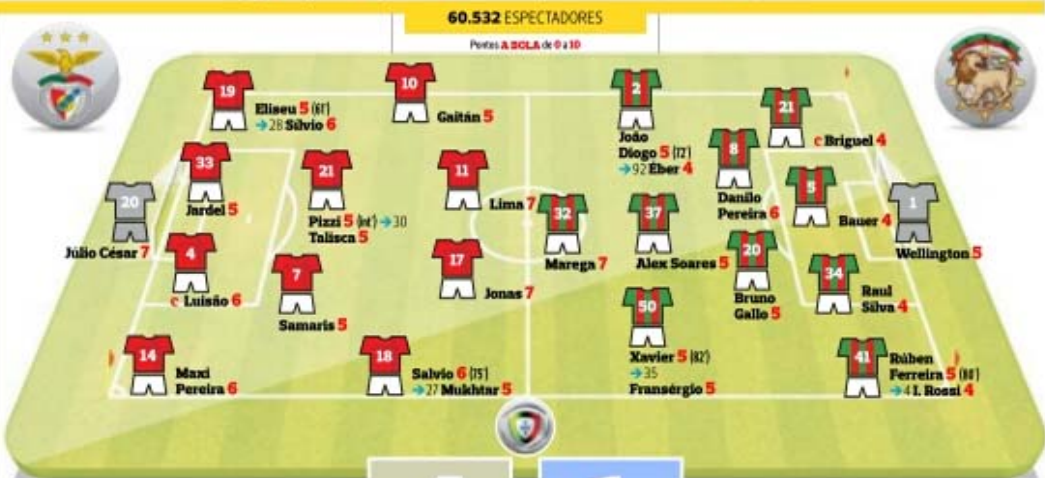 60.532 ESPECTADORES
Pontos A BOLA de 0 a 10
19
Eliseu 5 (61')
→28 Sílvio 6
10
Gaitán 5
33
Jardel 5
21
Pizzi 5 (int') →30
Talisca 5
11
Lima 7
20
Júlio César 7
4
c Luisão 6
7
Samaris 5
17
Jonas 7
14
Maxi
Pereira 6
18
Salvio 6 (75')
→27 Mukhtar 5
2
João
Diogo 5 (72')
→92 Éber 4
21
c Briguel 4
8
Danilo
Pereira 6
5
Bauer 4
1
Wellington 5
32
Marega 7
37
Alex Soares 5
20
Bruno
Gallo 5
34
Raul
Silva 4
50
Xavier 5 (82')
→35
Fransérgio 5
41
Rúben
Ferreira 5 (80')
→4 I. Rossi 4